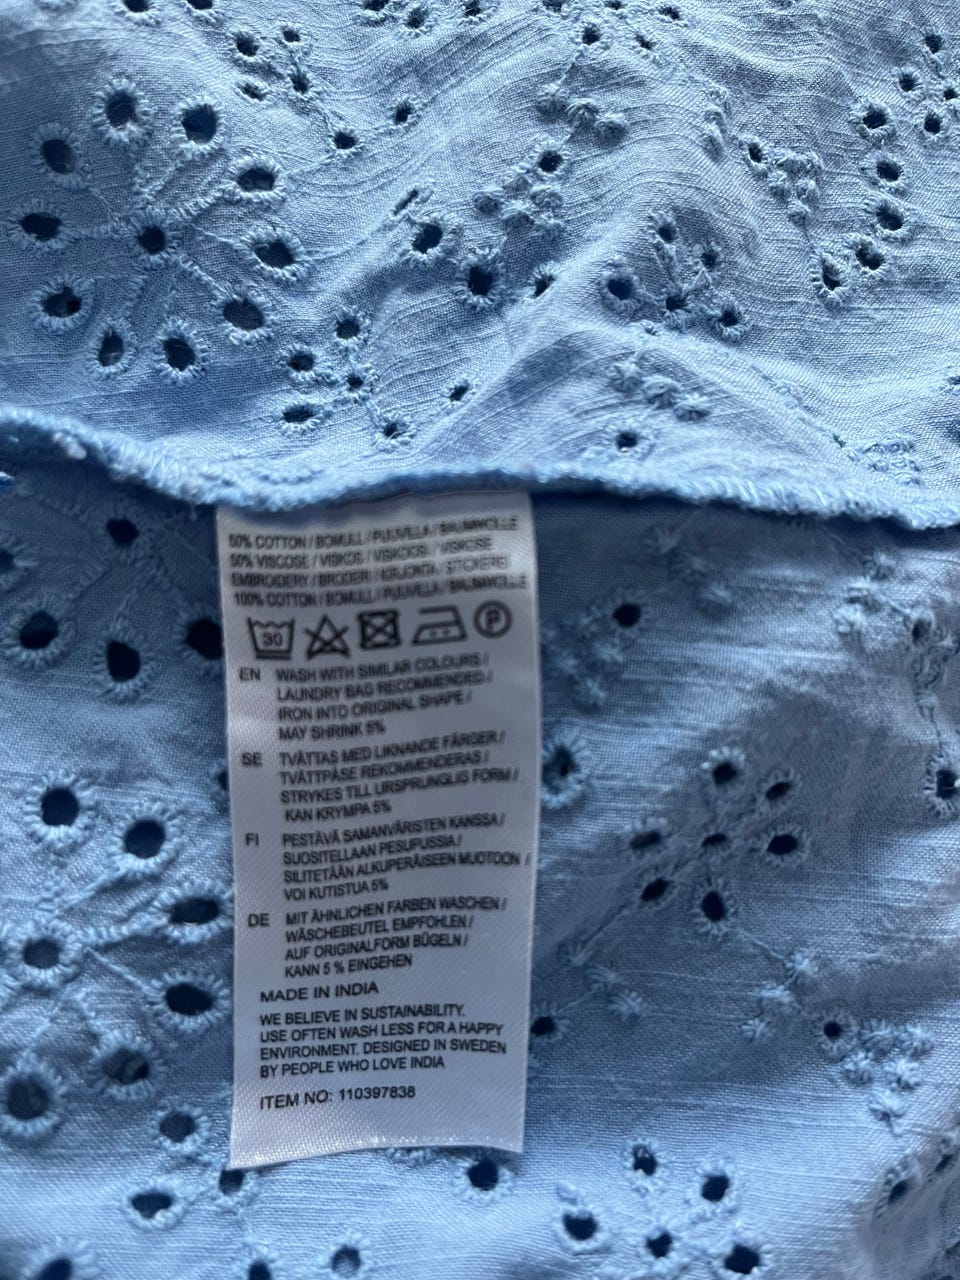 50% COTTON / BOMULL / PUUVILLA / BAUMWOLLE
50% VISCOSE / VISKOS / VISKOOSI / VISKOSE
EMBROIDERY / BRODERI / KIRJONTA / STICKEREI
100% COTTON / BOMULL / PUUVILLA / BAUMWOLLE
30 P
EN WASH WITH SIMILAR COLOURS /
LAUNDRY BAG RECOMMENDED /
IRON INTO ORIGINAL SHAPE /
MAY SHRINK 5%
SE TVÄTTAS MED LIKNANDE FÄRGER /
TVÄTTPÅSE REKOMMENDERAS /
STRYKES TILL URSPRUNGLIG FORM /
KAN KRYMPA 5%
FI PESTÄVÄ SAMANVÄRISTEN KANSSA /
SUOSITELLAAN PESUPUSSIA /
SILITETÄÄN ALKUPERÄISEEN MUOTOON /
VOI KUTISTUA 5%
DE MIT ÄHNLICHEN FARBEN WASCHEN /
WÄSCHEBEUTEL EMPFOHLEN /
AUF ORIGINALFORM BÜGELN /
KANN 5 % EINGEHEN
MADE IN INDIA
WE BELIEVE IN SUSTAINABILITY.
USE OFTEN WASH LESS FOR A HAPPY
ENVIRONMENT. DESIGNED IN SWEDEN
BY PEOPLE WHO LOVE INDIA
ITEM NO: 110397838